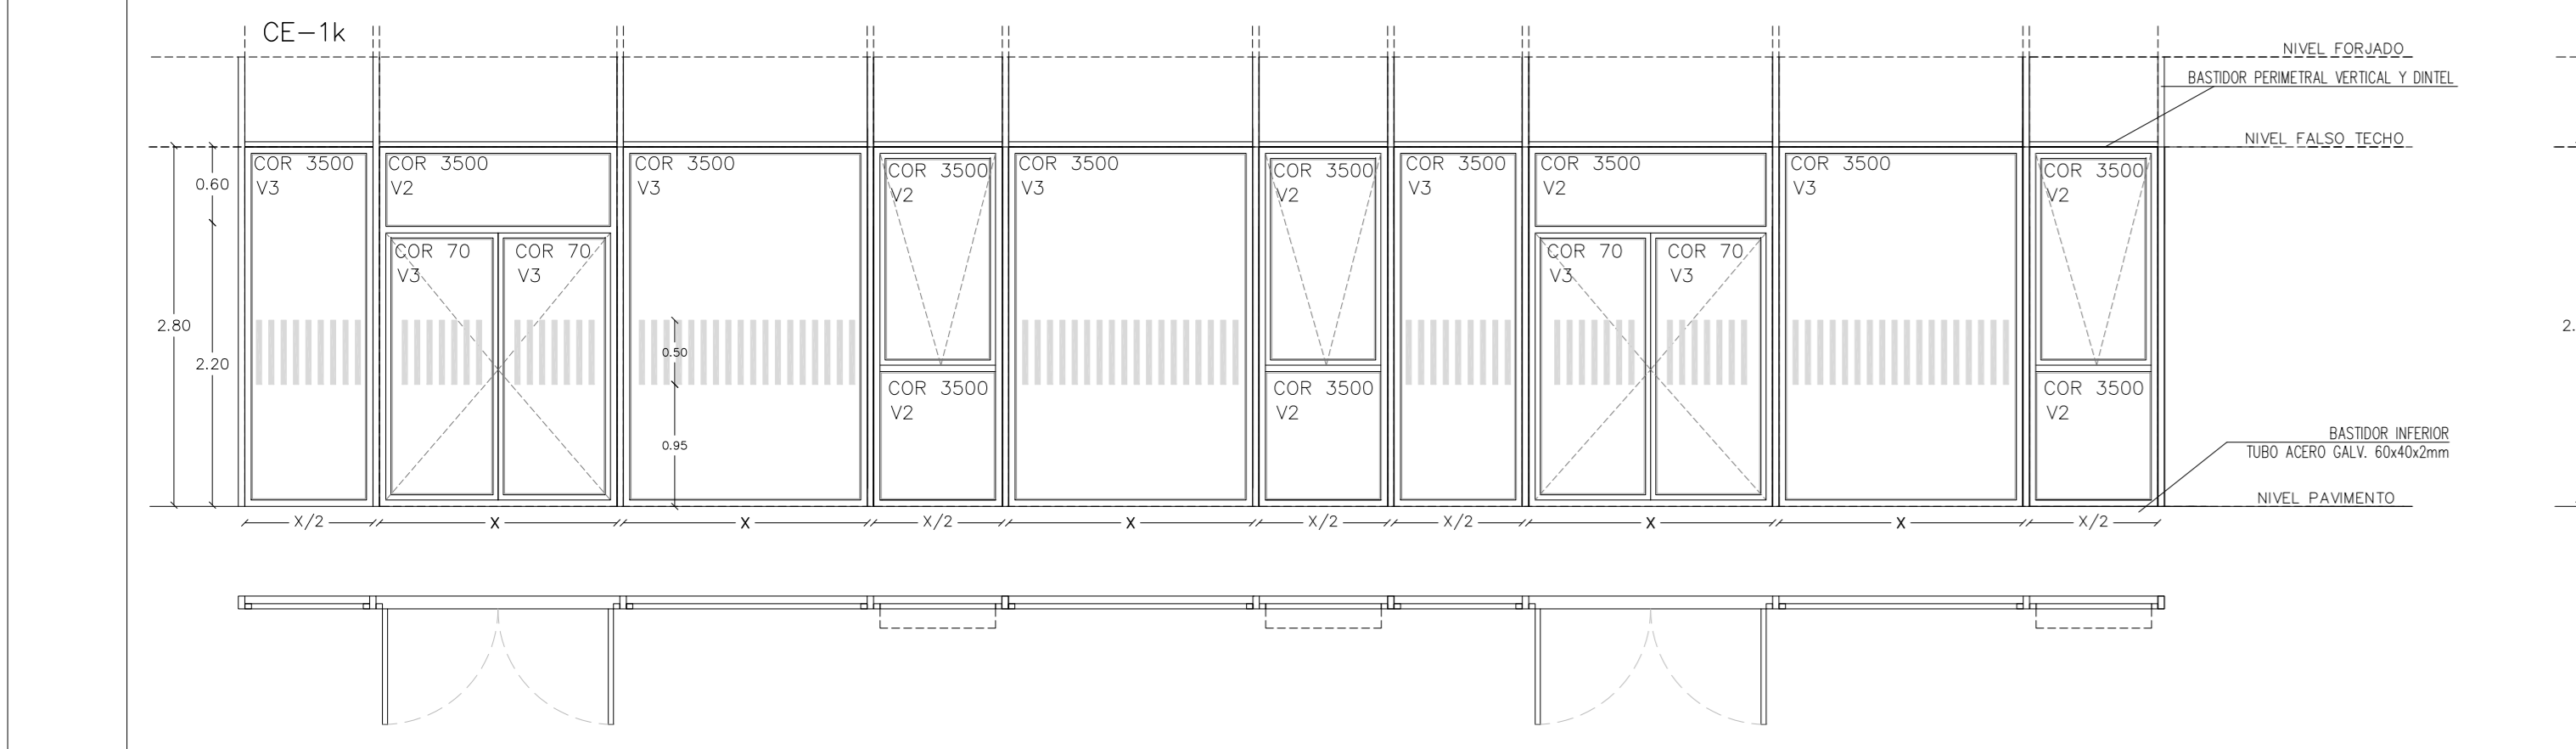 CE-1k
NIVEL FORJADO
BASTIDOR PERIMETRAL VERTICAL Y DINTEL
NIVEL FALSO TECHO
COR 3500
V3
COR 3500
V2
COR 3500
V3
COR 3500
V2
COR 3500
V3
COR 3500
V2
COR 3500
V3
COR 3500
V2
COR 3500
V3
COR 3500
V2
0.60
COR 70
V3
COR 70
V3
COR 70
V3
COR 70
V3
2.80
2.20
0.50
0.95
2.
COR 3500
V2
COR 3500
V2
COR 3500
V2
BASTIDOR INFERIOR
TUBO ACERO GALV. 60x40x2mm
NIVEL PAVIMENTO
X/2
X
X
X/2
X
X/2
X/2
X
X
X/2